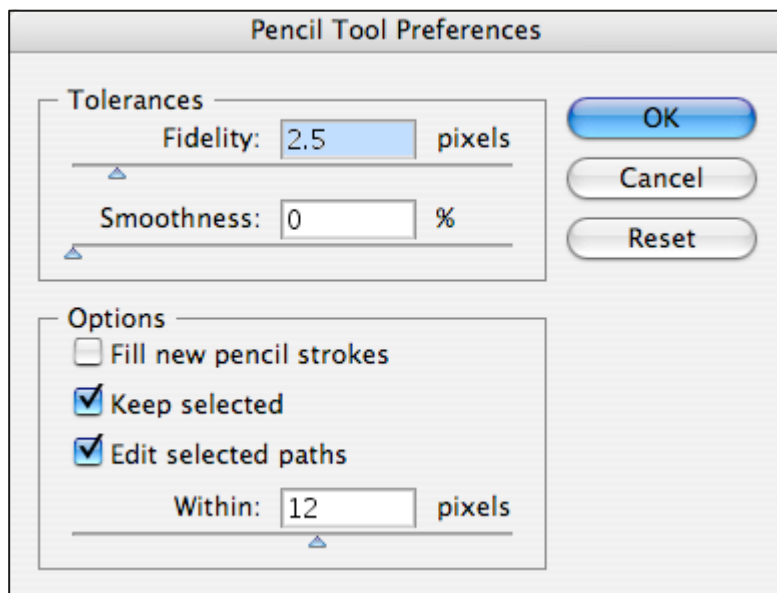 Pencil Tool Preferences
Tolerances
Fidelity: 2.5 pixels
Smoothness: 0 %
OK
Cancel
Reset
Options
Fill new pencil strokes
Keep selected
Edit selected paths
Within: 12 pixels